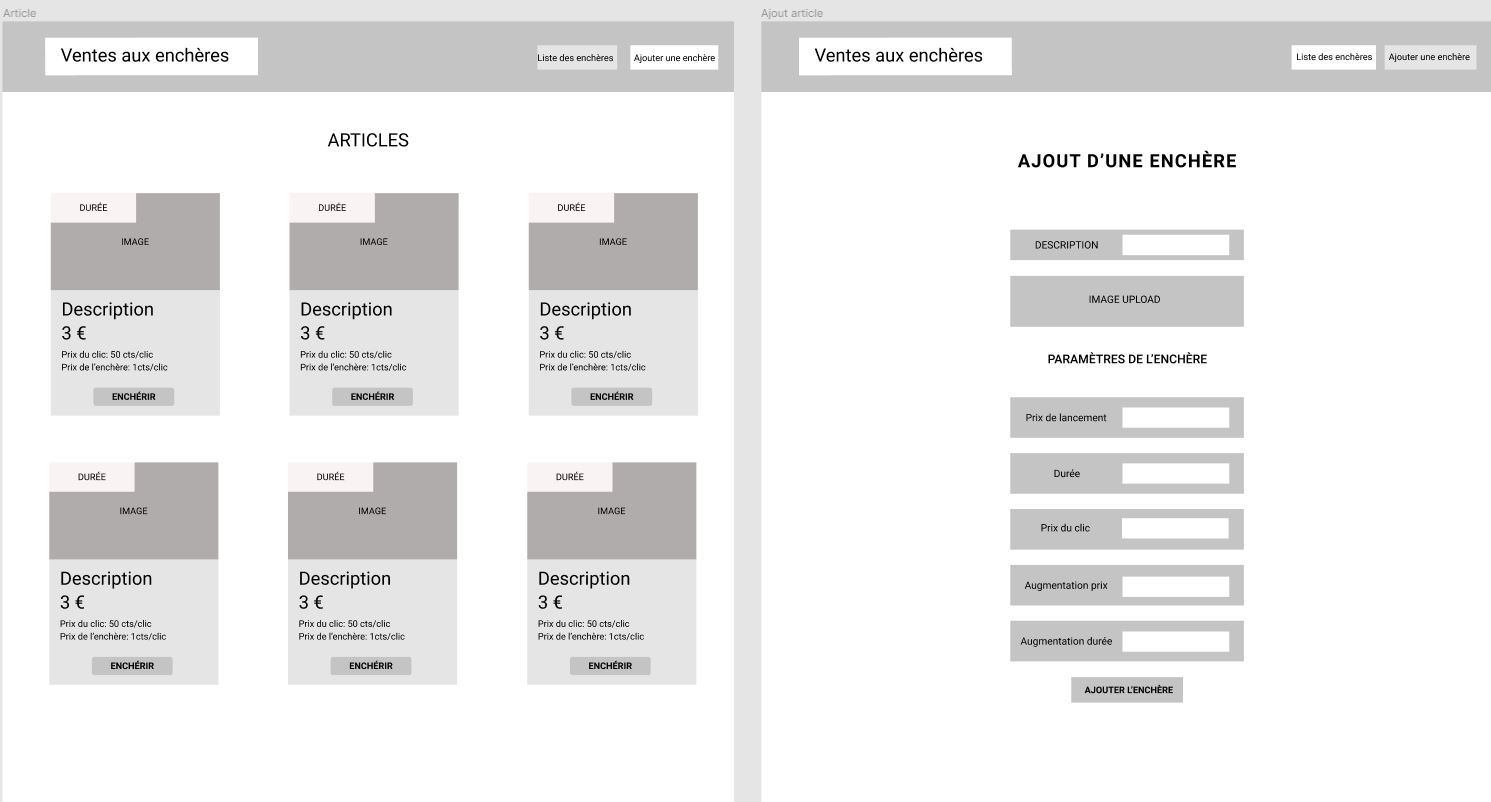 Article
Ventes aux enchères
Liste des enchères
Ajouter une enchère
ARTICLES
DURÉE
IMAGE
Description
3 €
Prix du clic: 50 cts/clic
Prix de l'enchère: 1cts/clic
ENCHÉRIR
DURÉE
IMAGE
Description
3 €
Prix du clic: 50 cts/clic
Prix de l'enchère: 1cts/clic
ENCHÉRIR
DURÉE
IMAGE
Description
3 €
Prix du clic: 50 cts/clic
Prix de l'enchère: 1cts/clic
ENCHÉRIR
DURÉE
IMAGE
Description
3 €
Prix du clic: 50 cts/clic
Prix de l'enchère: 1cts/clic
ENCHÉRIR
DURÉE
IMAGE
Description
3 €
Prix du clic: 50 cts/clic
Prix de l'enchère: 1cts/clic
ENCHÉRIR
DURÉE
IMAGE
Description
3 €
Prix du clic: 50 cts/clic
Prix de l'enchère: 1cts/clic
ENCHÉRIR
Ajout article
Ventes aux enchères
Liste des enchères
Ajouter une enchère
AJOUT D'UNE ENCHÈRE
DESCRIPTION
IMAGE UPLOAD
PARAMÈTRES DE L'ENCHÈRE
Prix de lancement
Durée
Prix du clic
Augmentation prix
Augmentation durée
AJOUTER L'ENCHÈRE